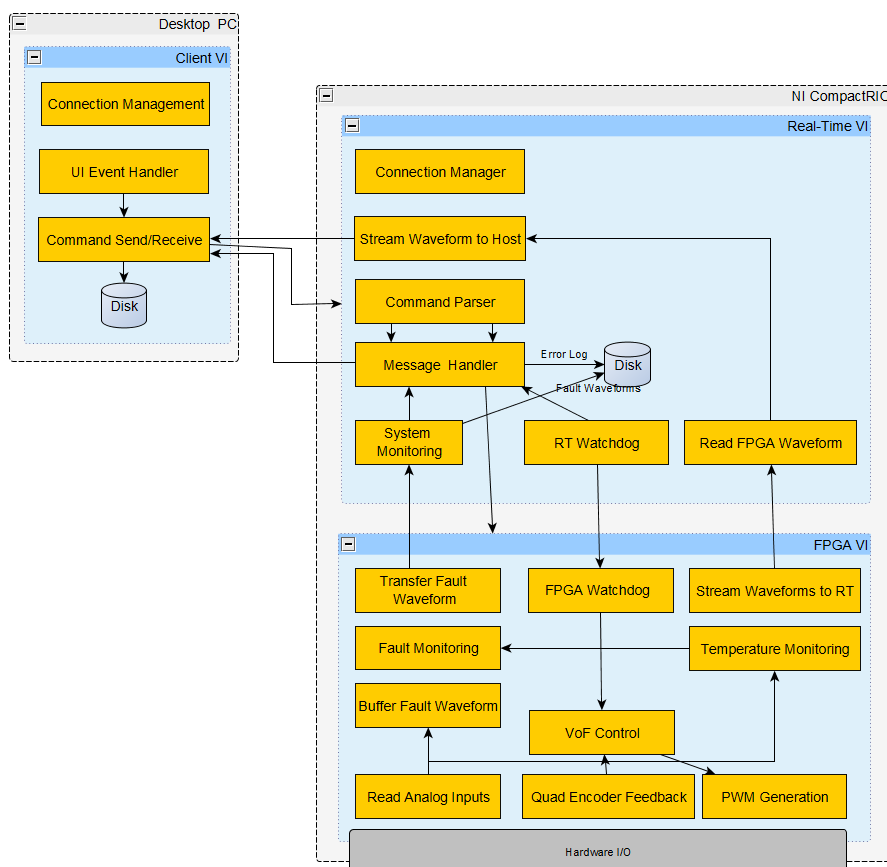 Desktop PC
Client VI
Connection Management
UI Event Handler
Command Send/Receive
Disk
NI CompactRIO
Real-Time VI
Connection Manager
Stream Waveform to Host
Command Parser
Message Handler
Error Log
Disk
Fault Waveforms
System
Monitoring
RT Watchdog
Read FPGA Waveform
FPGA VI
Transfer Fault
Waveform
FPGA Watchdog
Stream Waveforms to RT
Fault Monitoring
Temperature Monitoring
Buffer Fault Waveform
VoF Control
Read Analog Inputs
Quad Encoder Feedback
PWM Generation
Hardware I/O